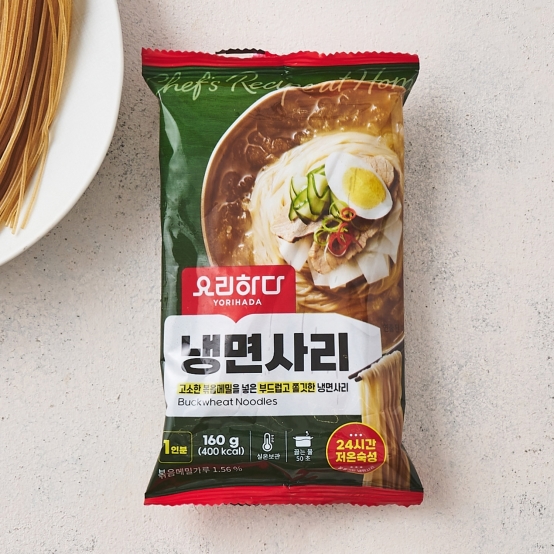 Chef's Recipe at Home
요리하다
YORIHADA
냉면사리
고소한 볶음메밀을 넣은 부드럽고 쫄깃한 냉면사리
Buckwheat Noodles
1인분
160 g
(400 kcal)
실온보관
끓는 물
50 초
24시간
저온숙성
볶음메밀가루 1.56 %